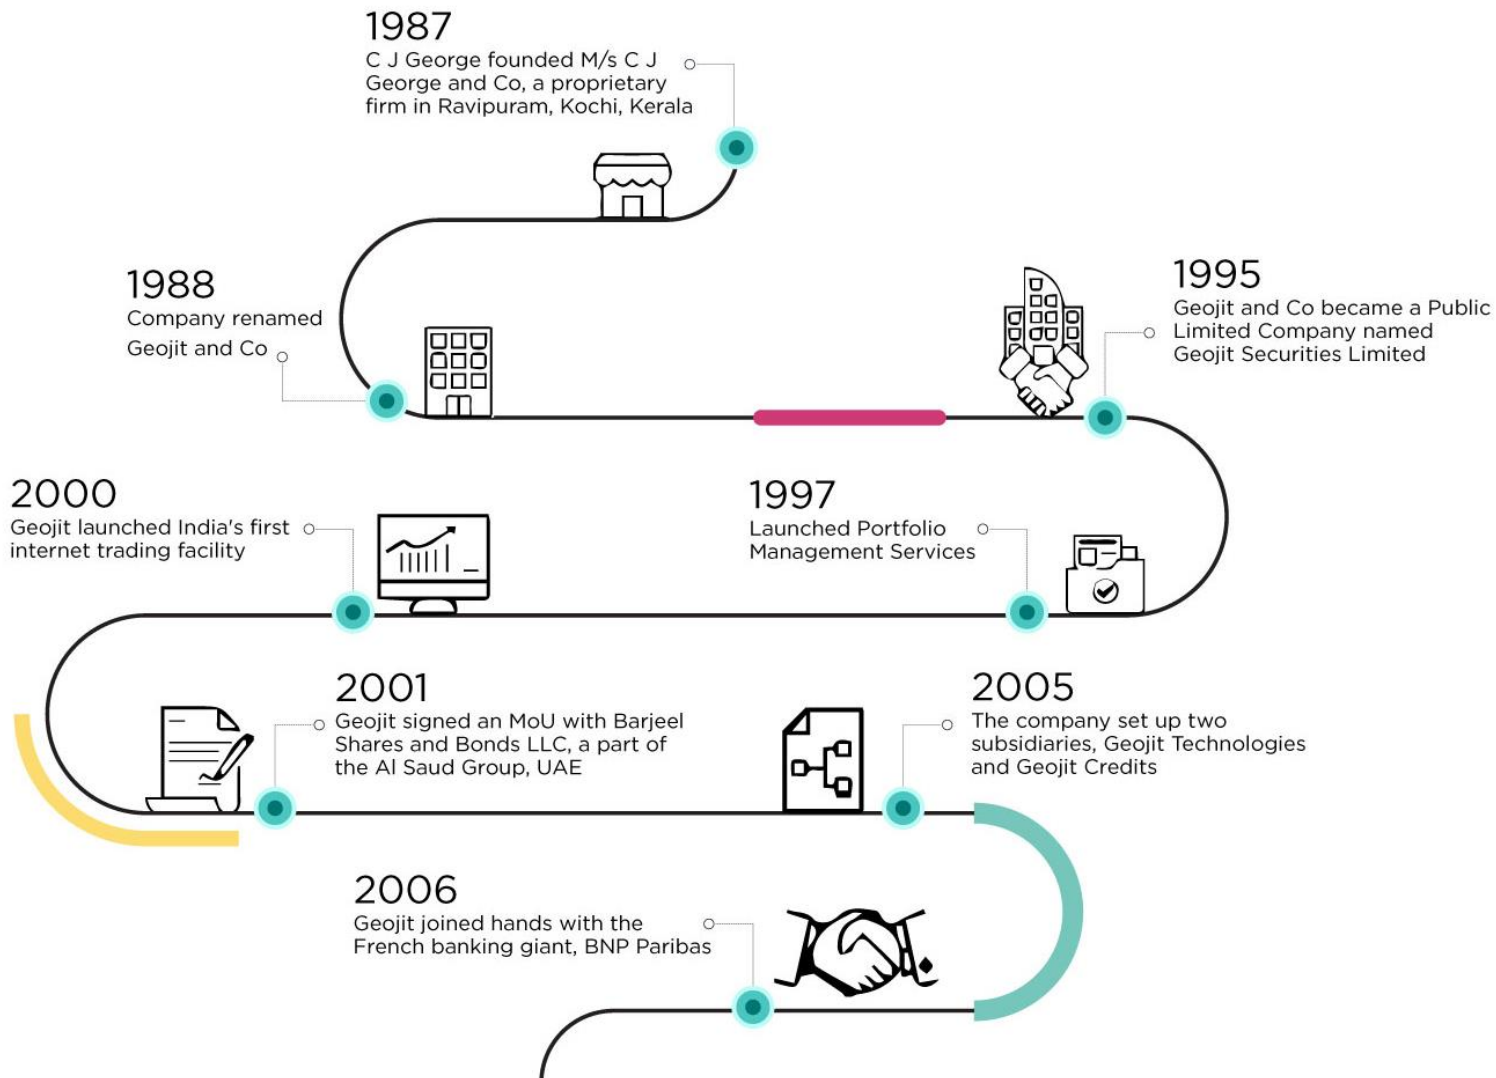 1987
C J George founded M/s C J
George and Co, a proprietary
firm in Ravipuram, Kochi, Kerala
1988
Company renamed
Geojit and Co
1995
Geojit and Co became a Public
Limited Company named
Geojit Securities Limited
1997
Launched Portfolio
Management Services
2000
Geojit launched India's first
internet trading facility
2001
Geojit signed an MoU with Barjeel
Shares and Bonds LLC, a part of
the Al Saud Group, UAE
2005
The company set up two
subsidiaries, Geojit Technologies
and Geojit Credits
2006
Geojit joined hands with the
French banking giant, BNP Paribas